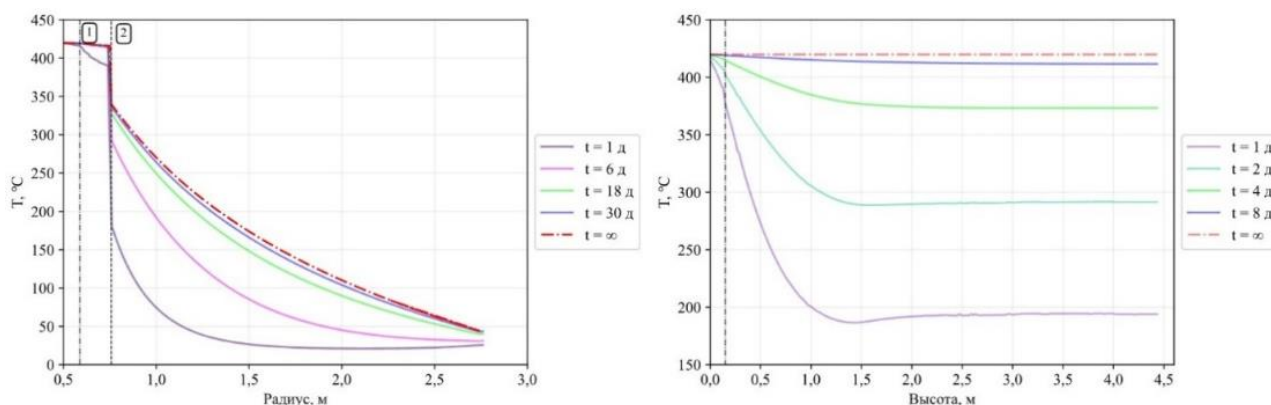 450
400
350
300
250
200
150
100
50
0
T, °C
1
2
0,5
1,0
1,5
2,0
2,5
3,0
Радиус, м
t = 1 д
t = 6 д
t = 18 д
t = 30 д
t = ∞
450
400
350
300
250
200
150
T, °C
0,0
0,5
1,0
1,5
2,0
2,5
3,0
3,5
4,0
4,5
Высота, м
t = 1 д
t = 2 д
t = 4 д
t = 8 д
t = ∞